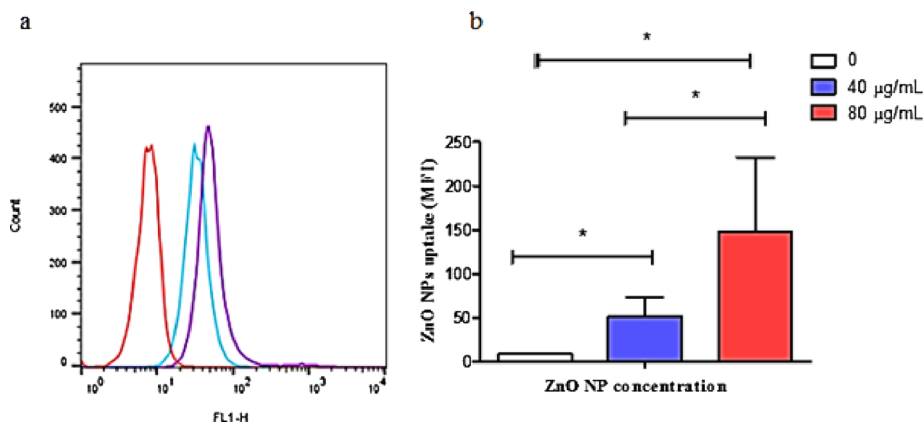 a
500
400
300
200
100
0
Count
10⁰
10¹
10²
10³
10⁴
FL1-H
b
*
*
*
0
40 µg/mL
80 µg/mL
250
200
150
100
50
0
ZnO NPs uptake (MFI)
ZnO NP concentration